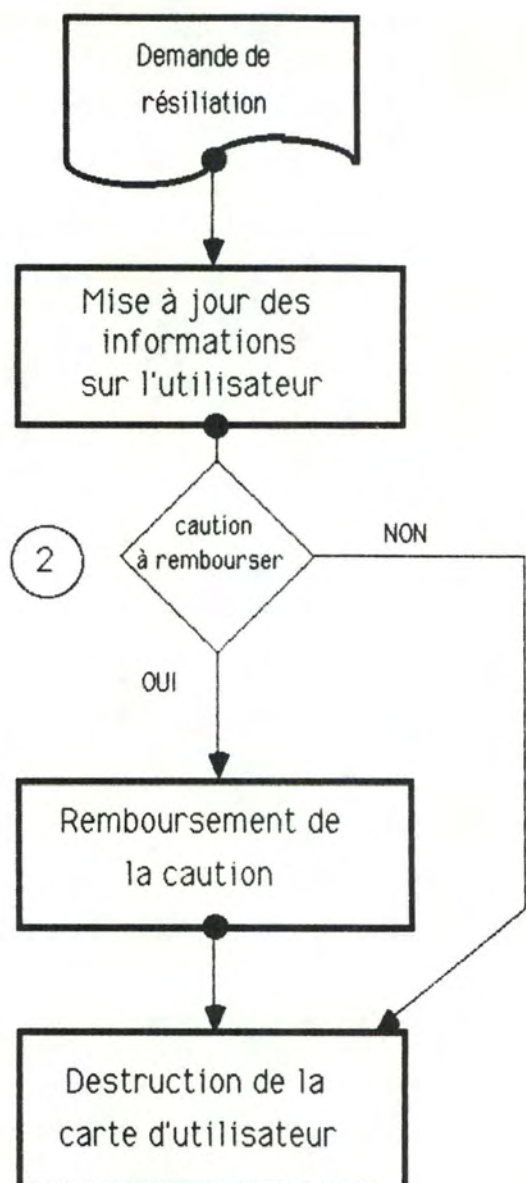 Demande de
résiliation
Mise à jour des
informations
sur l'utilisateur
caution
à rembourser
2
NON
OUI
Remboursement de
la caution
Destruction de la
carte d'utilisateur